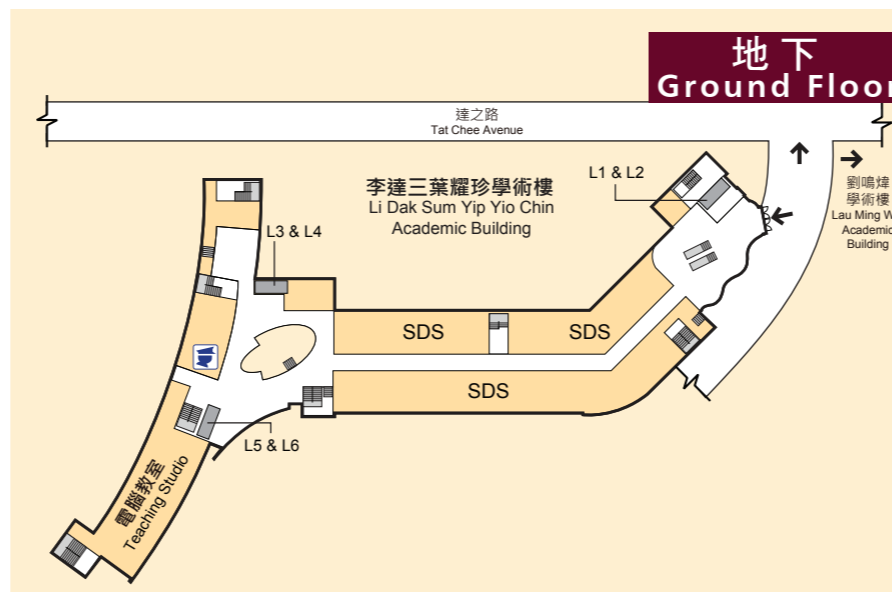 地下
Ground Floor
達之路
Tat Chee Avenue
李達三葉耀珍學術樓
Li Dak Sum Yip Yio Chin
Academic Building
L1 & L2
劉鳴煒
學術樓
Lau Ming W
Academic
Building
L3 & L4
SDS
SDS
SDS
L5 & L6
電腦教室
Teaching Studio